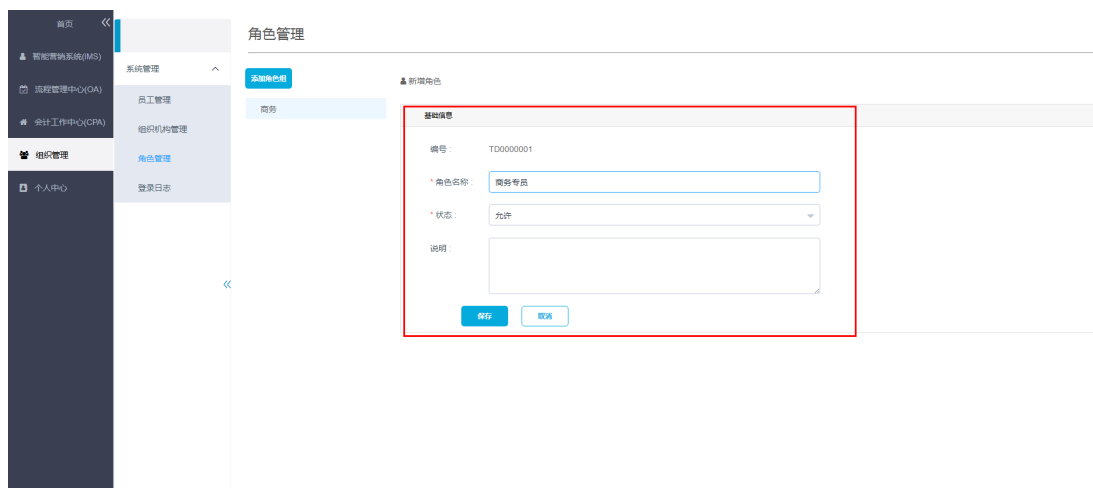 首页
智能营销系统(IMS)
流程管理中心(OA)
会计工作中心(CPA)
组织管理
个人中心
系统管理
员工管理
组织机构管理
角色管理
登录日志
角色管理
添加角色组
商务
新增角色
基础信息
编号： TD0000001
*角色名称： 商务专员
*状态： 允许
说明：
保存 取消